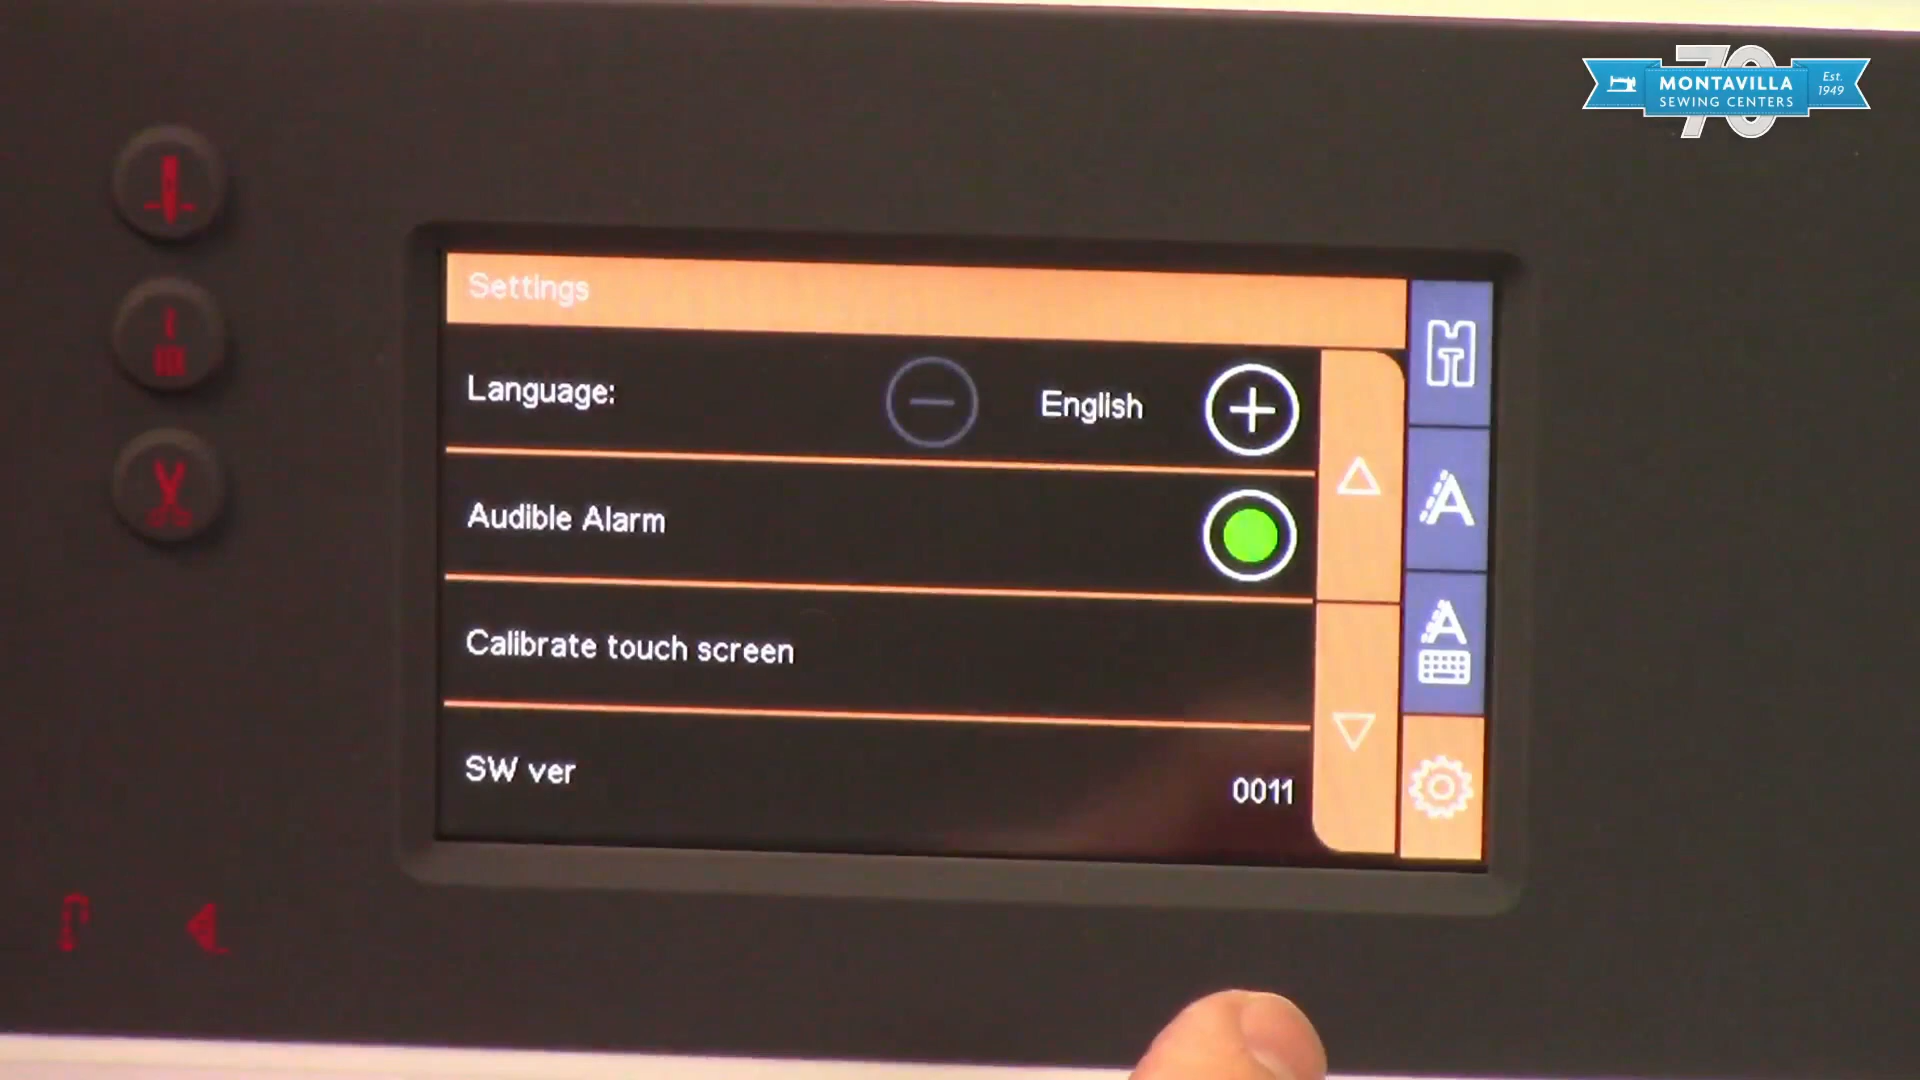 70
MONTAVILLA
SEWING CENTERS
Est.
1949
Settings
Language:
English
Audible Alarm
Calibrate touch screen
SW ver
0011